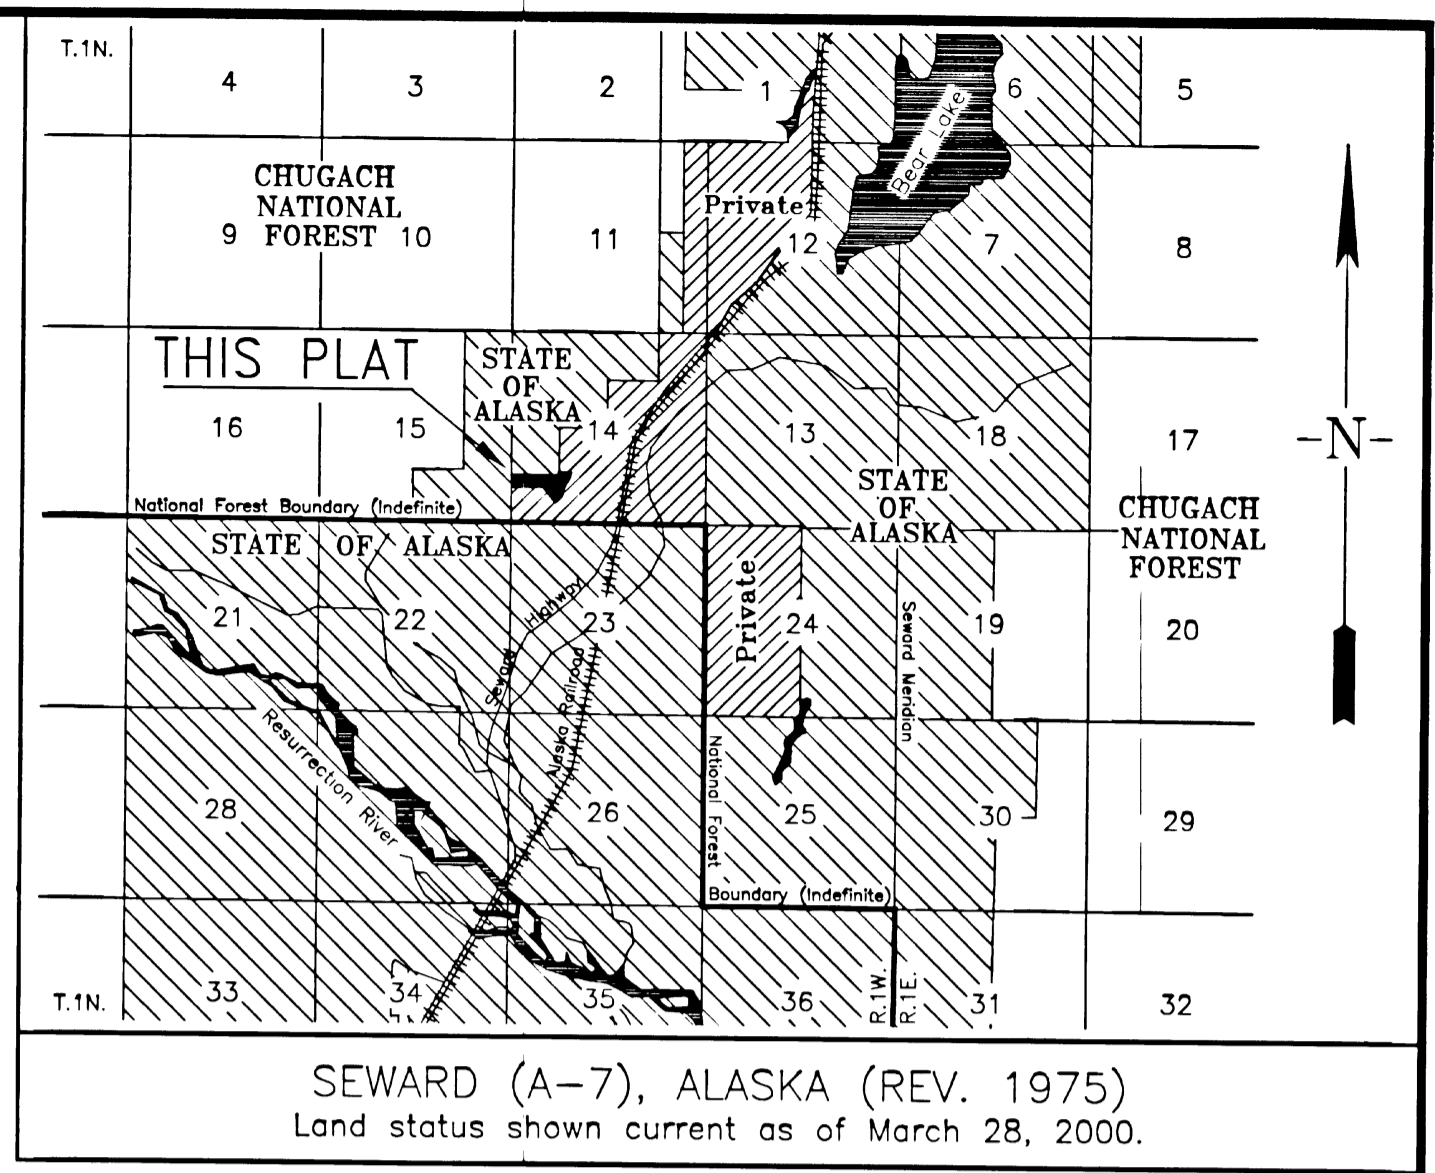 T.1N.
4
3
2
1
6
5
Bear Lake
CHUGACH
NATIONAL
FOREST
9
10
11
Private
12
7
8
THIS PLAT
STATE
OF
ALASKA
16
15
14
13
18
17
STATE
OF
ALASKA
-N-
CHUGACH
NATIONAL
FOREST
National Forest Boundary (Indefinite)
STATE OF ALASKA
21
22
Highway
23
Private
24
19
20
Seward
Alaska Railroad
Seward Meridian
Resurrection River
National Forest
28
26
25
30
29
Boundary (Indefinite)
33
34
35
36
R.1W.
R.1E.
31
32
T.1N.
SEWARD (A-7), ALASKA (REV. 1975)
Land status shown current as of March 28, 2000.